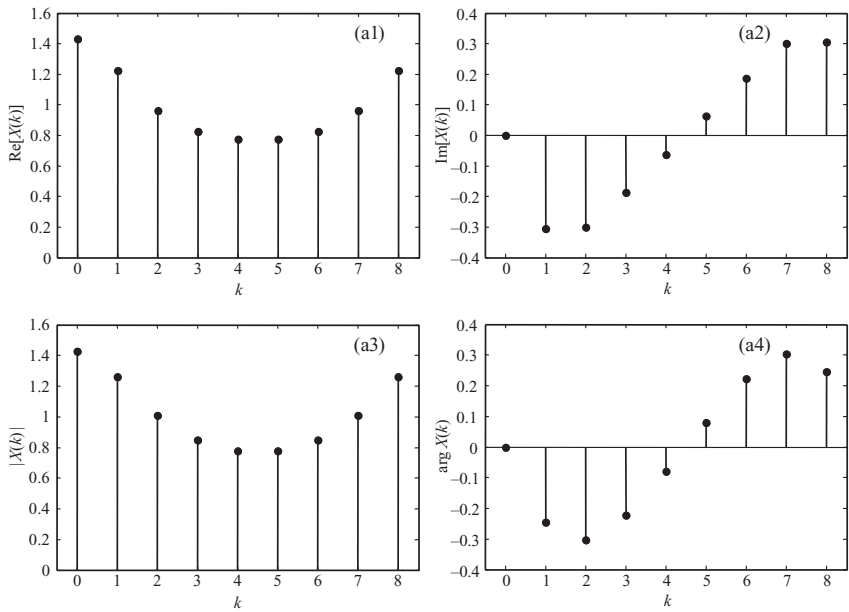 (a1)
Re[X(k)]
1.6
1.4
1.2
1
0.8
0.6
0.4
0.2
0
0 1 2 3 4 5 6 7 8
k
(a2)
Im[X(k)]
0.4
0.3
0.2
0.1
0
–0.1
–0.2
–0.3
–0.4
0 1 2 3 4 5 6 7 8
k
(a3)
|X(k)|
1.6
1.4
1.2
1
0.8
0.6
0.4
0.2
0
0 1 2 3 4 5 6 7 8
k
(a4)
arg X(k)
0.4
0.3
0.2
0.1
0
–0.1
–0.2
–0.3
–0.4
0 1 2 3 4 5 6 7 8
k